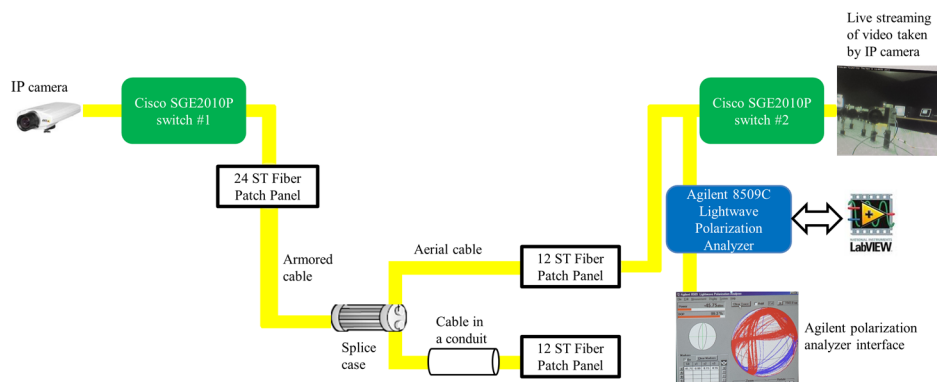 Live streaming
of video taken
by IP camera
IP camera
Cisco SGE2010P
switch #1
Cisco SGE2010P
switch #2
24 ST Fiber
Patch Panel
Agilent 8509C
Lightwave
Polarization
Analyzer
LabVIEW
Armored
cable
Aerial cable
12 ST Fiber
Patch Panel
Splice
case
Cable in
a conduit
12 ST Fiber
Patch Panel
Agilent polarization
analyzer interface